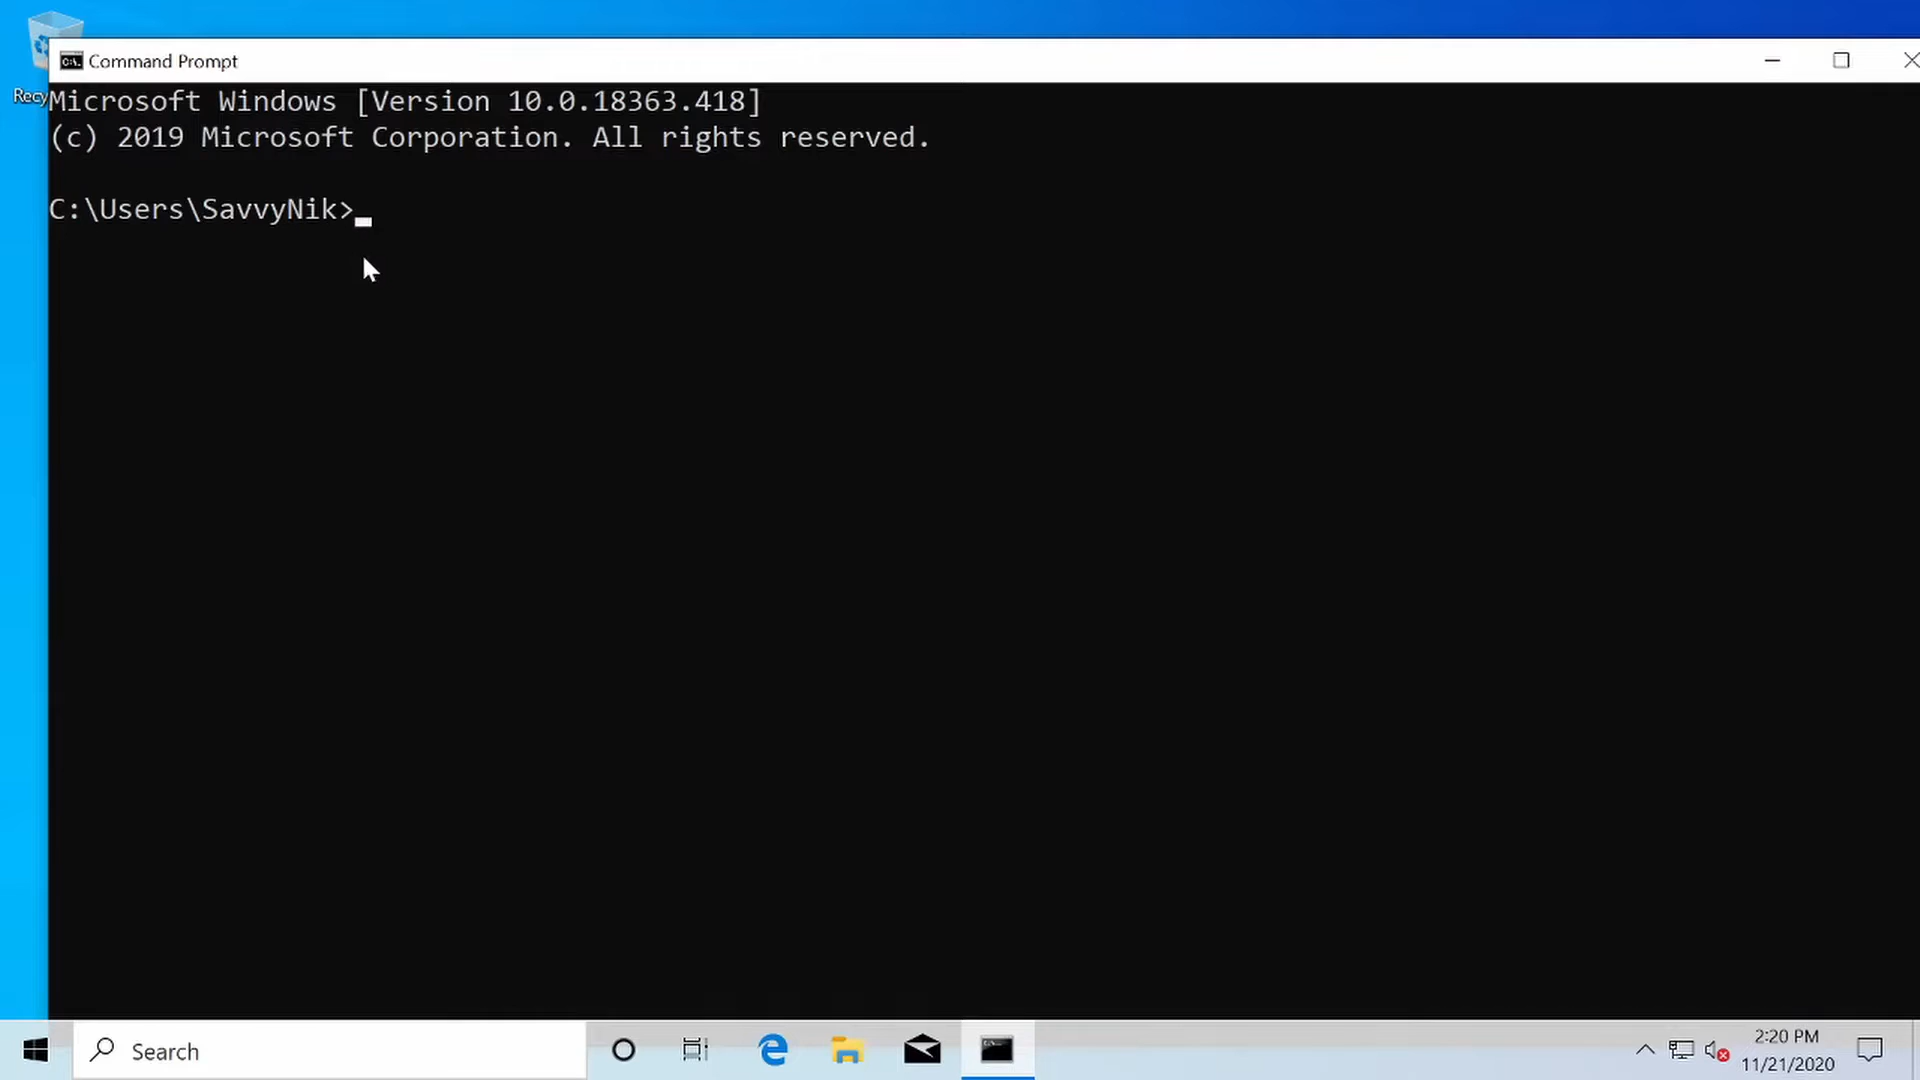 Command Prompt
Recy
Microsoft Windows [Version 10.0.18363.418]
(c) 2019 Microsoft Corporation. All rights reserved.
C:\Users\SavvyNik>
Search
2:20 PM
11/21/2020